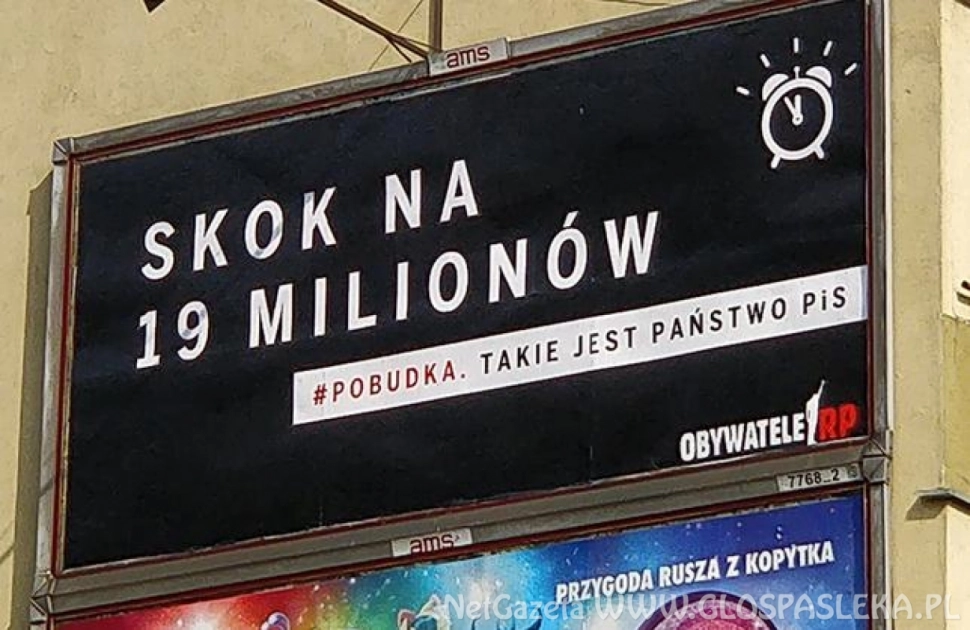 ams
SKOK NA
19 MILIONÓW
#POBUDKA. TAKIE JEST PAŃSTWO PiS
OBYWATELE RP
7768_2
ams
PRZYGODA RUSZA Z KOPYTKA
NetGazeta WWW.GLOSPASLEKA.PL